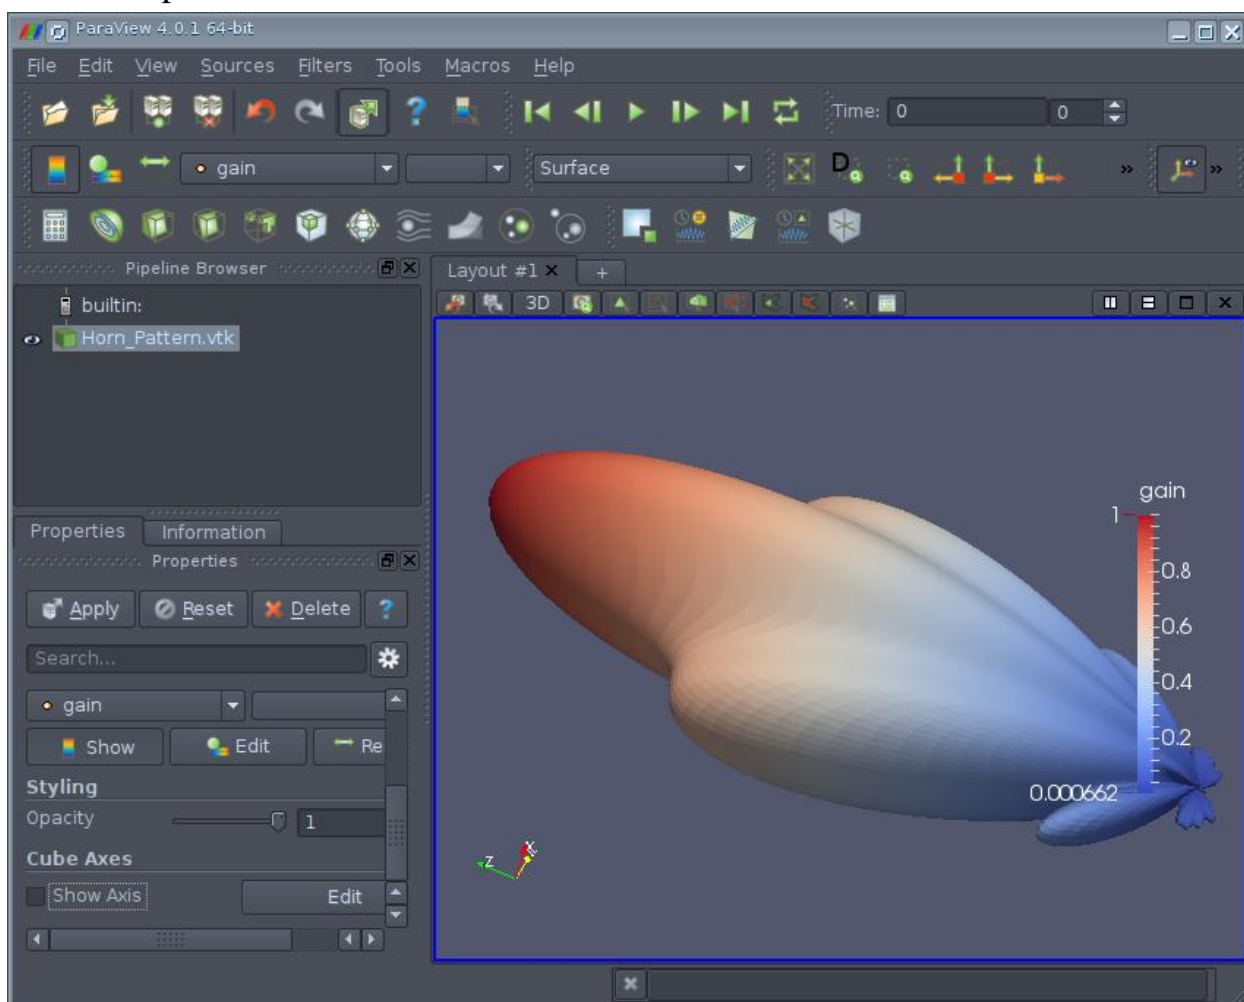 ParaView 4.0.1 64-bit
File Edit View Sources Filters Tools Macros Help
Time: 0 0
gain Surface
Pipeline Browser
Layout #1 +
3D
builtin:
Horn_Pattern.vtk
Properties Information
Properties
Apply Reset Delete ?
Search...
gain
Show Edit Re
Styling
Opacity 1
Cube Axes
Show Axis Edit
gain
1
0.8
0.6
0.4
0.2
0.000662
Z X